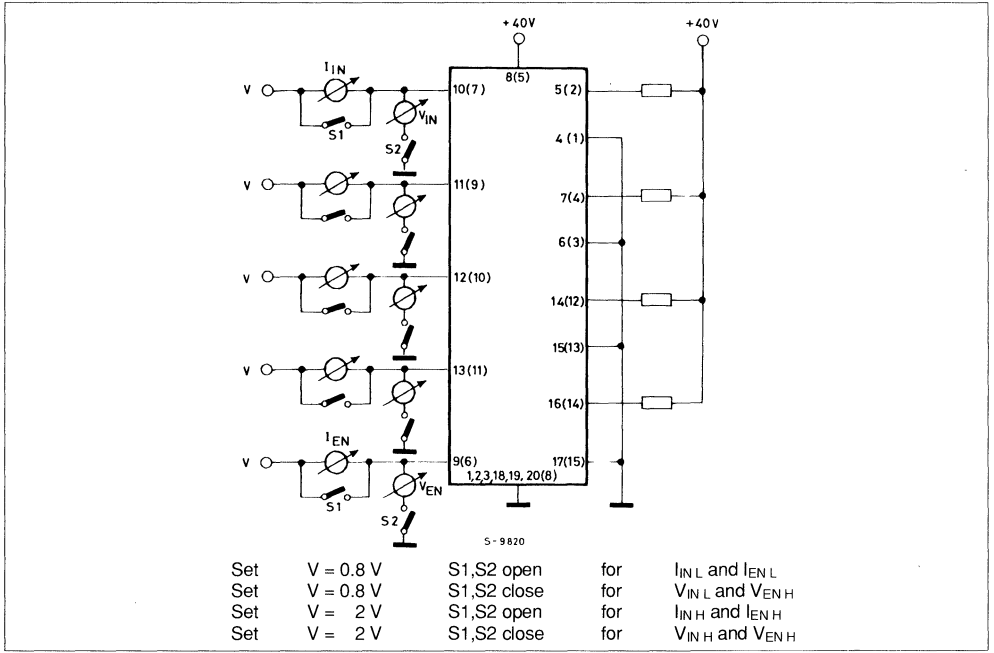 +40V
+40V
8(5)
I IN
V
10(7)
5(2)
V IN
S1
S2
4(1)
V
11(9)
7(4)
6(3)
V
12(10)
14(12)
15(13)
V
13(11)
16(14)
I EN
V
9(6)
17(15)
1,2,3,18,19,20(8)
V EN
S1
S2
S-9820
Set V = 0.8 V S1,S2 open for I IN L and I EN L
Set V = 0.8 V S1,S2 close for V IN L and V EN H
Set V = 2 V S1,S2 open for I IN H and I EN H
Set V = 2 V S1,S2 close for V IN H and V EN H